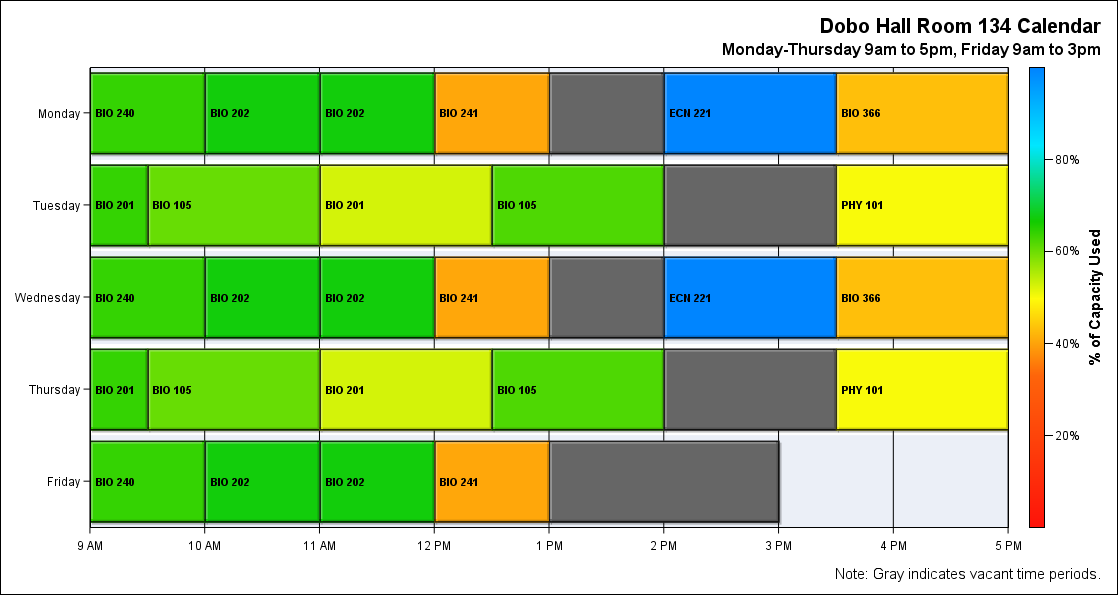 Dobo Hall Room 134 Calendar
Monday-Thursday 9am to 5pm, Friday 9am to 3pm
Monday BIO 240 BIO 202 BIO 202 BIO 241 ECN 221 BIO 366
80%
Tuesday BIO 201 BIO 105 BIO 201 BIO 105 PHY 101
60%
% of Capacity Used
Wednesday BIO 240 BIO 202 BIO 202 BIO 241 ECN 221 BIO 366
40%
Thursday BIO 201 BIO 105 BIO 201 BIO 105 PHY 101
20%
Friday BIO 240 BIO 202 BIO 202 BIO 241
9 AM 10 AM 11 AM 12 PM 1 PM 2 PM 3 PM 4 PM 5 PM
Note: Gray indicates vacant time periods.